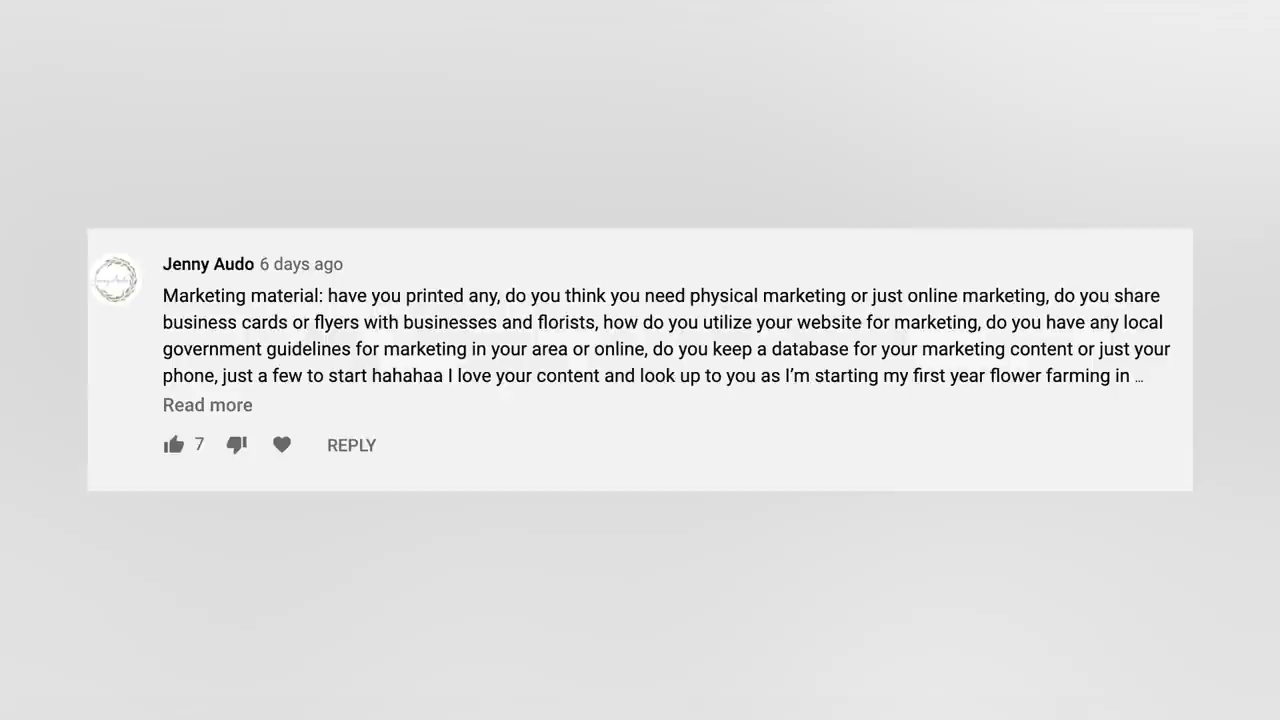 Jenny Audo 6 days ago
Marketing material: have you printed any, do you think you need physical marketing or just online marketing, do you share
business cards or flyers with businesses and florists, how do you utilize your website for marketing, do you have any local
government guidelines for marketing in your area or online, do you keep a database for your marketing content or just your
phone, just a few to start hahahaa I love your content and look up to you as I’m starting my first year flower farming in ...
Read more
7 REPLY